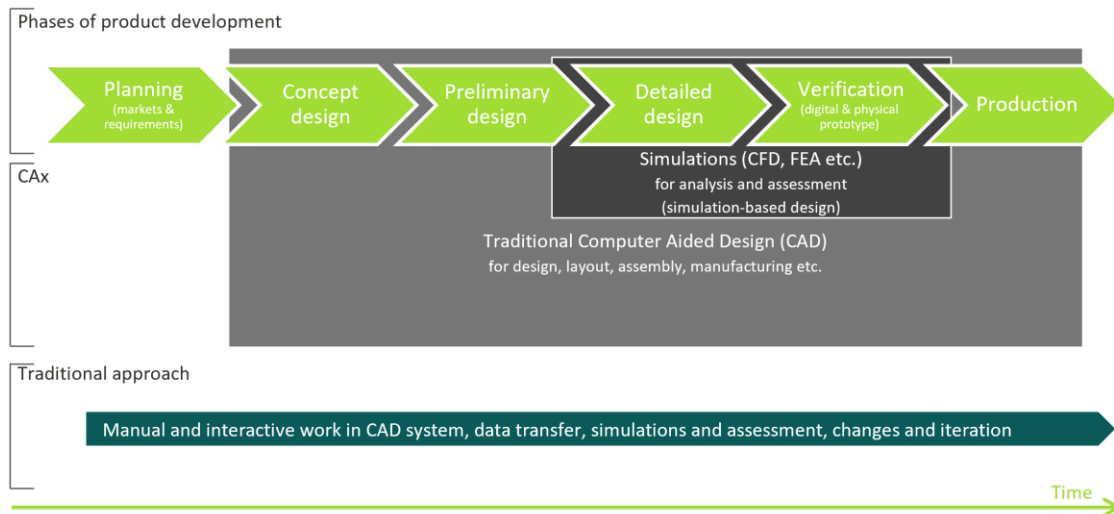 Phases of product development
Planning
(markets &
requirements)
Concept
design
Preliminary
design
Detailed
design
Verification
(digital & physical
prototype)
Production
CAx
Simulations (CFD, FEA etc.)
for analysis and assessment
(simulation-based design)
Traditional Computer Aided Design (CAD)
for design, layout, assembly, manufacturing etc.
Traditional approach
Manual and interactive work in CAD system, data transfer, simulations and assessment, changes and iteration
Time